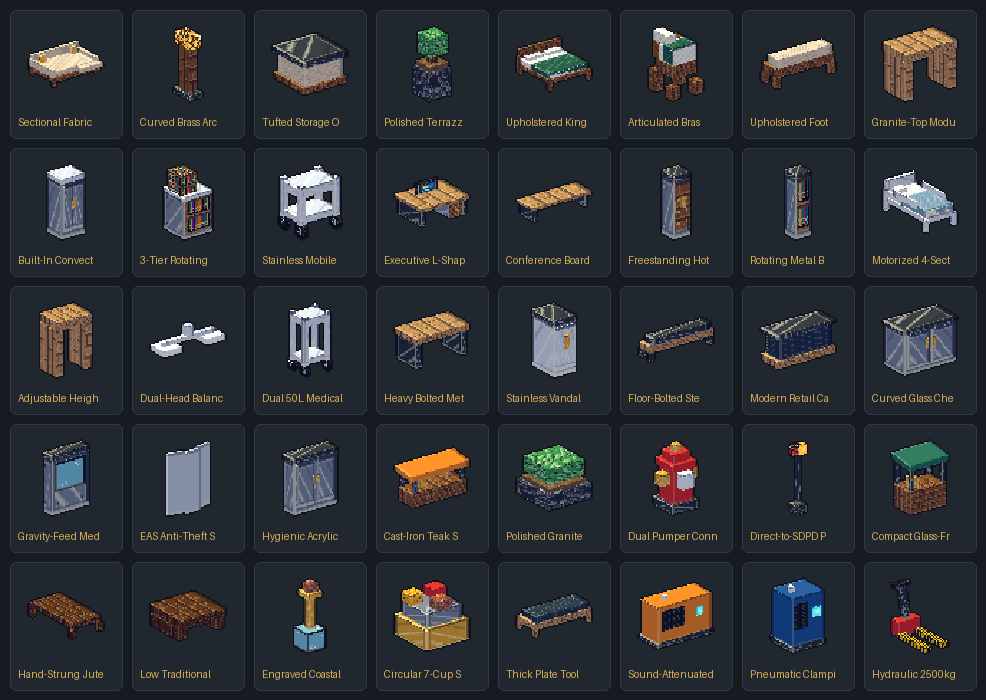 Sectional Fabric
Curved Brass Arc
Tufted Storage O
Polished Terrazz
Upholstered King
Articulated Bras
Upholstered Foot
Granite-Top Modu
Built-In Convect
3-Tier Rotating
Stainless Mobile
Executive L-Shap
Conference Board
Freestanding Hot
Rotating Metal B
Motorized 4-Sect
Adjustable Heigh
Dual-Head Balanc
Dual 50L Medical
Heavy Bolted Met
Stainless Vandal
Floor-Bolted Ste
Modern Retail Ca
Curved Glass Che
Gravity-Feed Med
EAS Anti-Theft S
Hygienic Acrylic
Cast-Iron Teak S
Polished Granite
Dual Pumper Conn
Direct-to-SDPD P
Compact Glass-Fr
Hand-Strung Jute
Low Traditional
Engraved Coastal
Circular 7-Cup S
Thick Plate Tool
Sound-Attenuated
Pneumatic Clampi
Hydraulic 2500kg